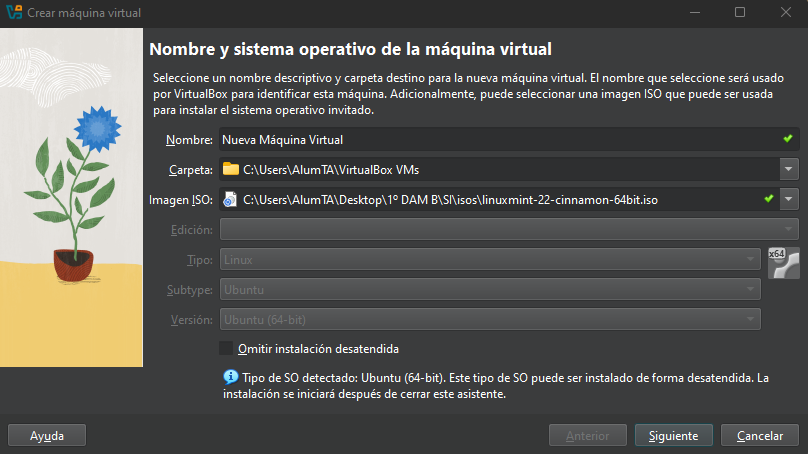 Crear máquina virtual
Nombre y sistema operativo de la máquina virtual
Seleccione un nombre descriptivo y carpeta destino para la nueva máquina virtual. El nombre que seleccione será usado
por VirtualBox para identificar esta máquina. Adicionalmente, puede seleccionar una imagen ISO que puede ser usada
para instalar el sistema operativo invitado.
Nombre: Nueva Máquina Virtual
Carpeta: C:\Users\AlumTA\VirtualBox VMs
Imagen ISO: C:\Users\AlumTA\Desktop\1º DAM B\SI\isos\linuxmint-22-cinnamon-64bit.iso
Edición:
Tipo: Linux
x64
Subtype: Ubuntu
Versión: Ubuntu (64-bit)
Omitir instalación desatendida
Tipo de SO detectado: Ubuntu (64-bit). Este tipo de SO puede ser instalado de forma desatendida. La
instalación se iniciará después de cerrar este asistente.
Ayuda Anterior Siguiente Cancelar